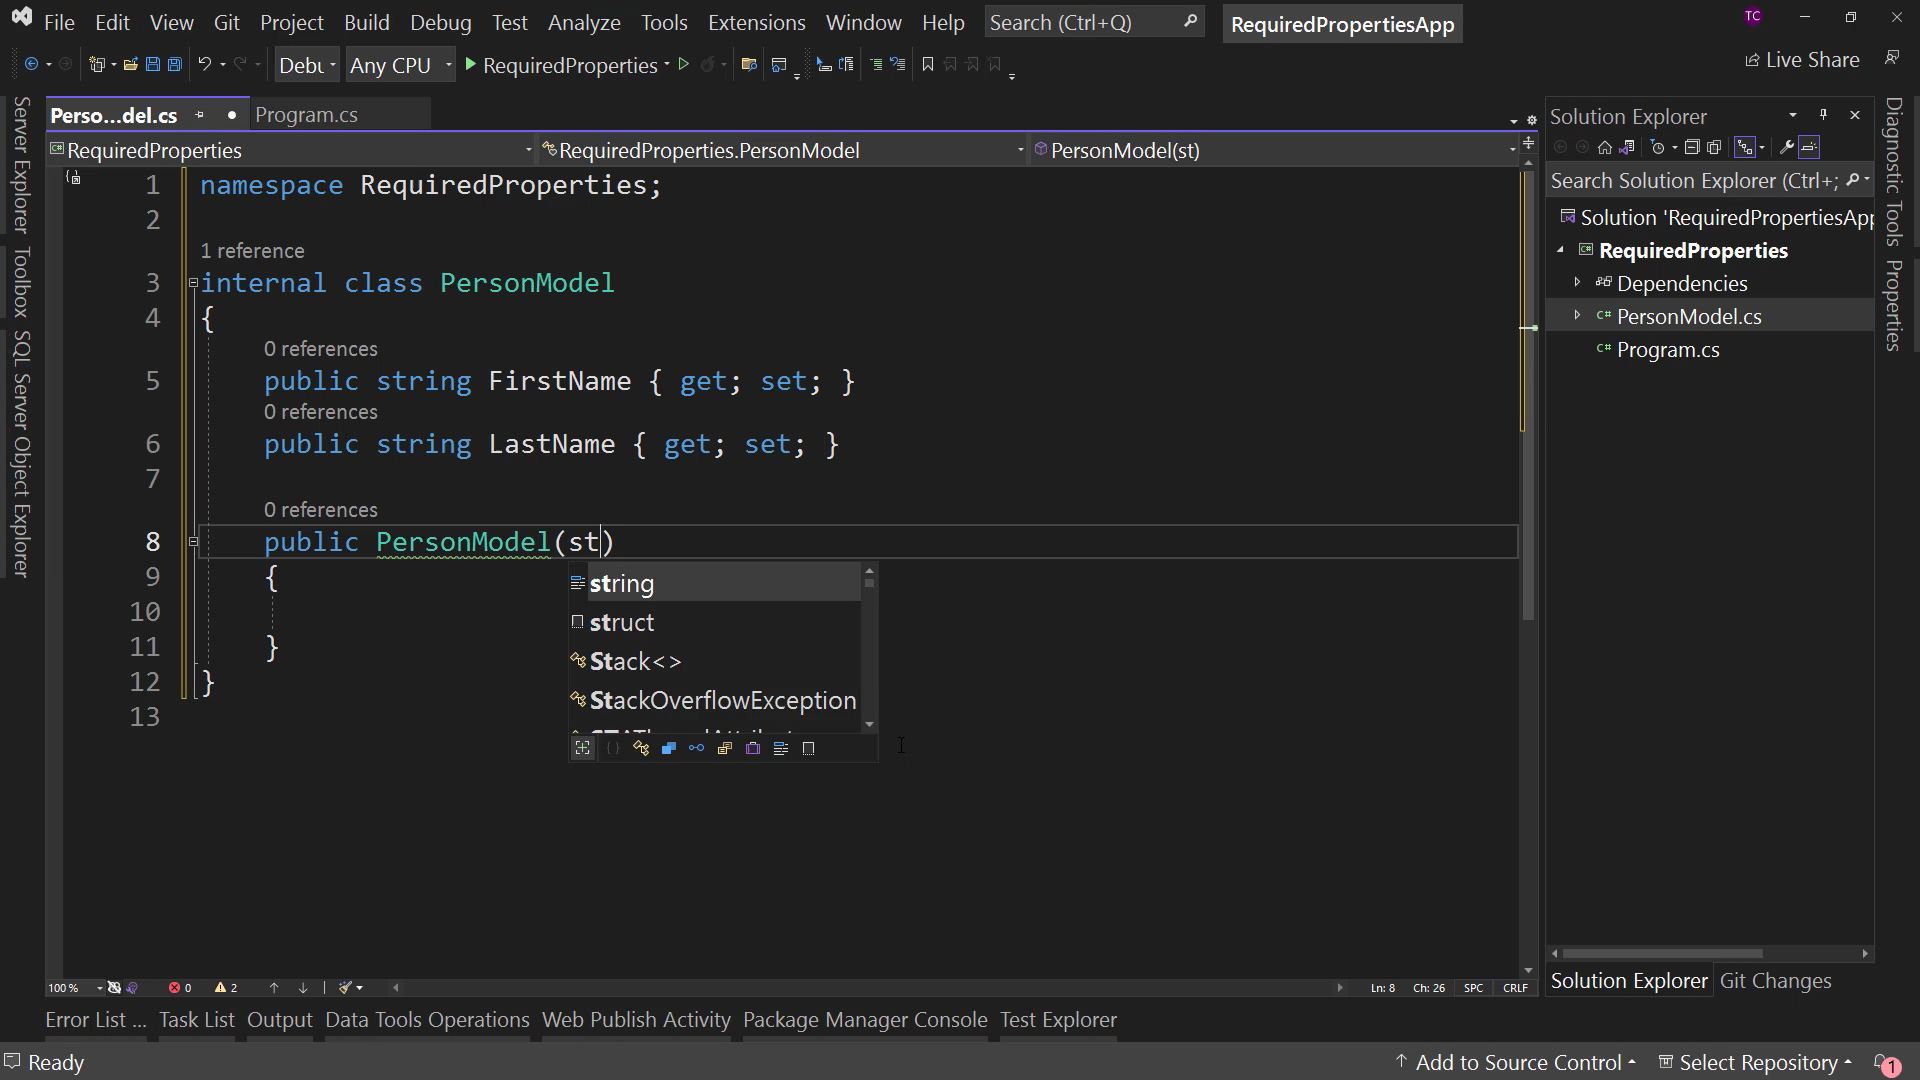 File Edit View Git Project Build Debug Test Analyze Tools Extensions Window Help Search (Ctrl+Q) RequiredPropertiesApp TC
Debu Any CPU RequiredProperties Live Share
Perso...del.cs Program.cs
RequiredProperties RequiredProperties.PersonModel PersonModel(st)
1 namespace RequiredProperties;
2
1 reference
3 internal class PersonModel
4 {
0 references
5 public string FirstName { get; set; }
0 references
6 public string LastName { get; set; }
7
0 references
8 public PersonModel(st)
9 {
10
11 }
12 }
13
string
struct
Stack<>
StackOverflowException
Server Explorer
Toolbox
SQL Server Object Explorer
Solution Explorer
Search Solution Explorer (Ctrl+;
Solution 'RequiredPropertiesApp
RequiredProperties
Dependencies
PersonModel.cs
Program.cs
Solution Explorer Git Changes
Diagnostic Tools
Properties
100 % 0 2 Ln: 8 Ch: 26 SPC CRLF
Error List ... Task List Output Data Tools Operations Web Publish Activity Package Manager Console Test Explorer
Ready Add to Source Control Select Repository 1